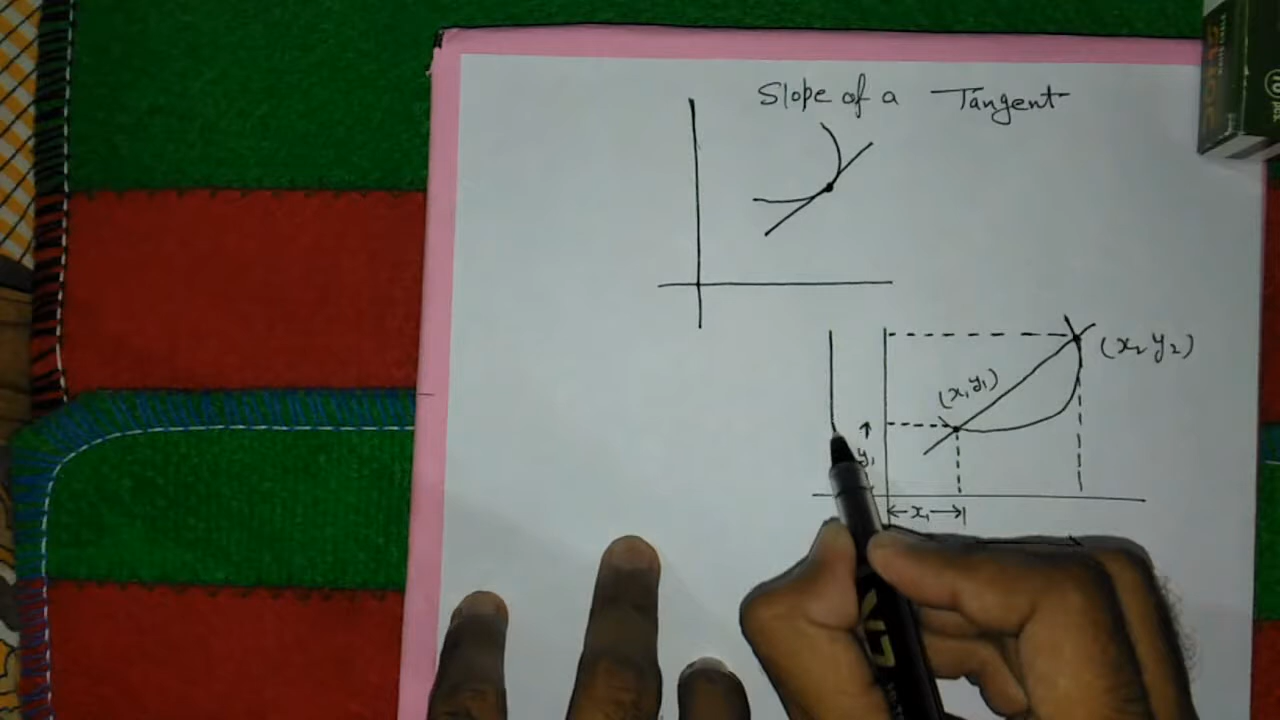 Slope of a Tangent
(x₂ y₂)
(x₁ y₁)
y₁
x₁